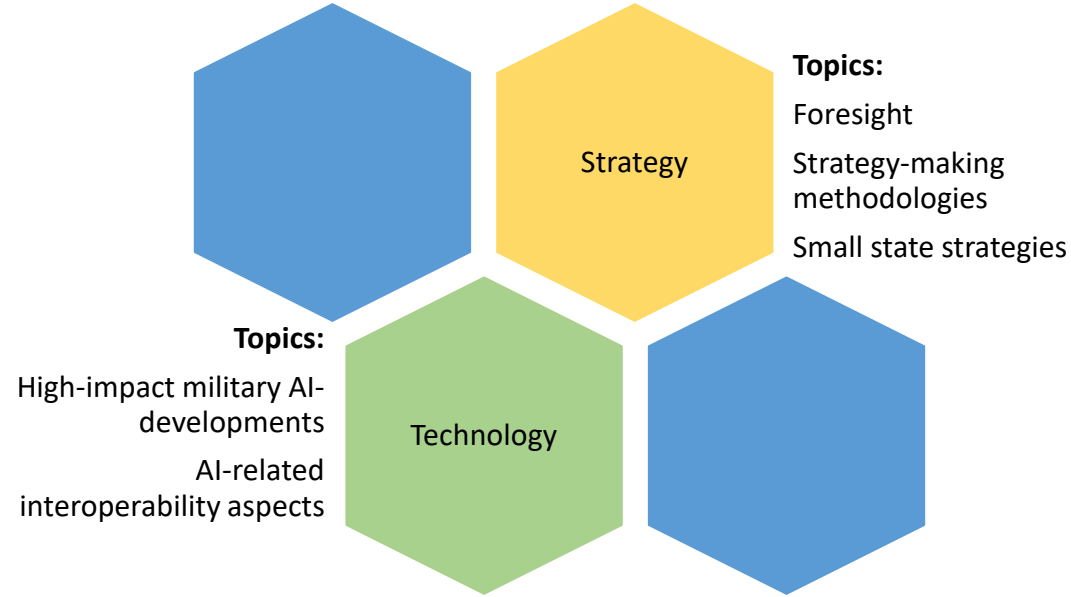 Strategy
Topics:
Foresight
Strategy-making
methodologies
Small state strategies
Topics:
High-impact military AI-
developments
AI-related
interoperability aspects
Technology